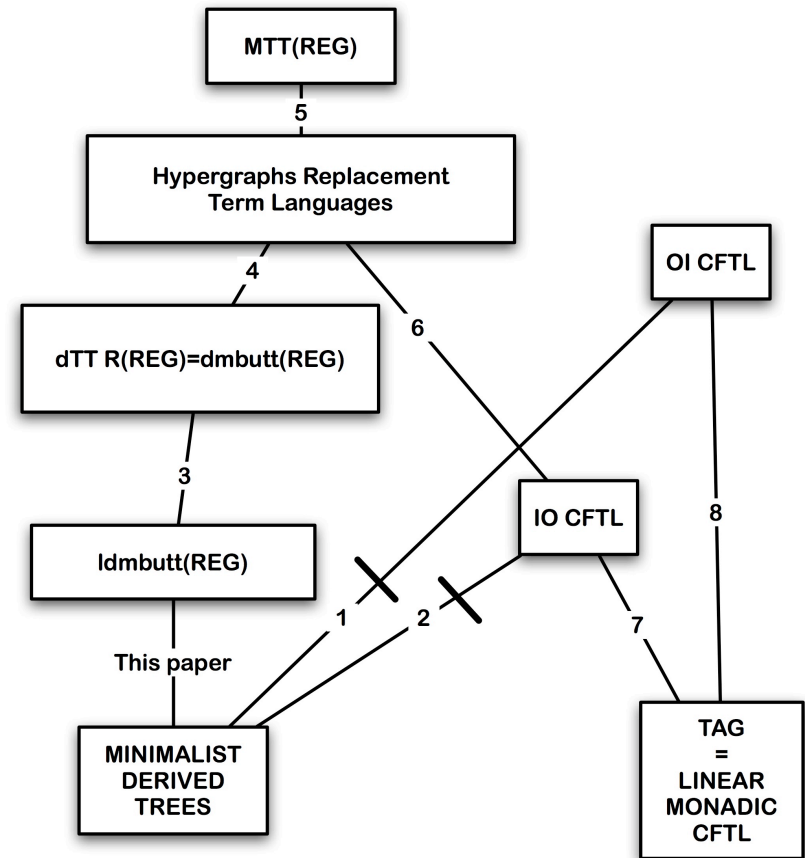 MTT(REG)
5
Hypergraphs Replacement
Term Languages
OI CFTL
4
6
dTT R(REG)=dmbutt(REG)
3
IO CFTL
8
ldmbutt(REG)
1
2
7
This paper
MINIMALIST
DERIVED
TREES
TAG
=
LINEAR
MONADIC
CFTL